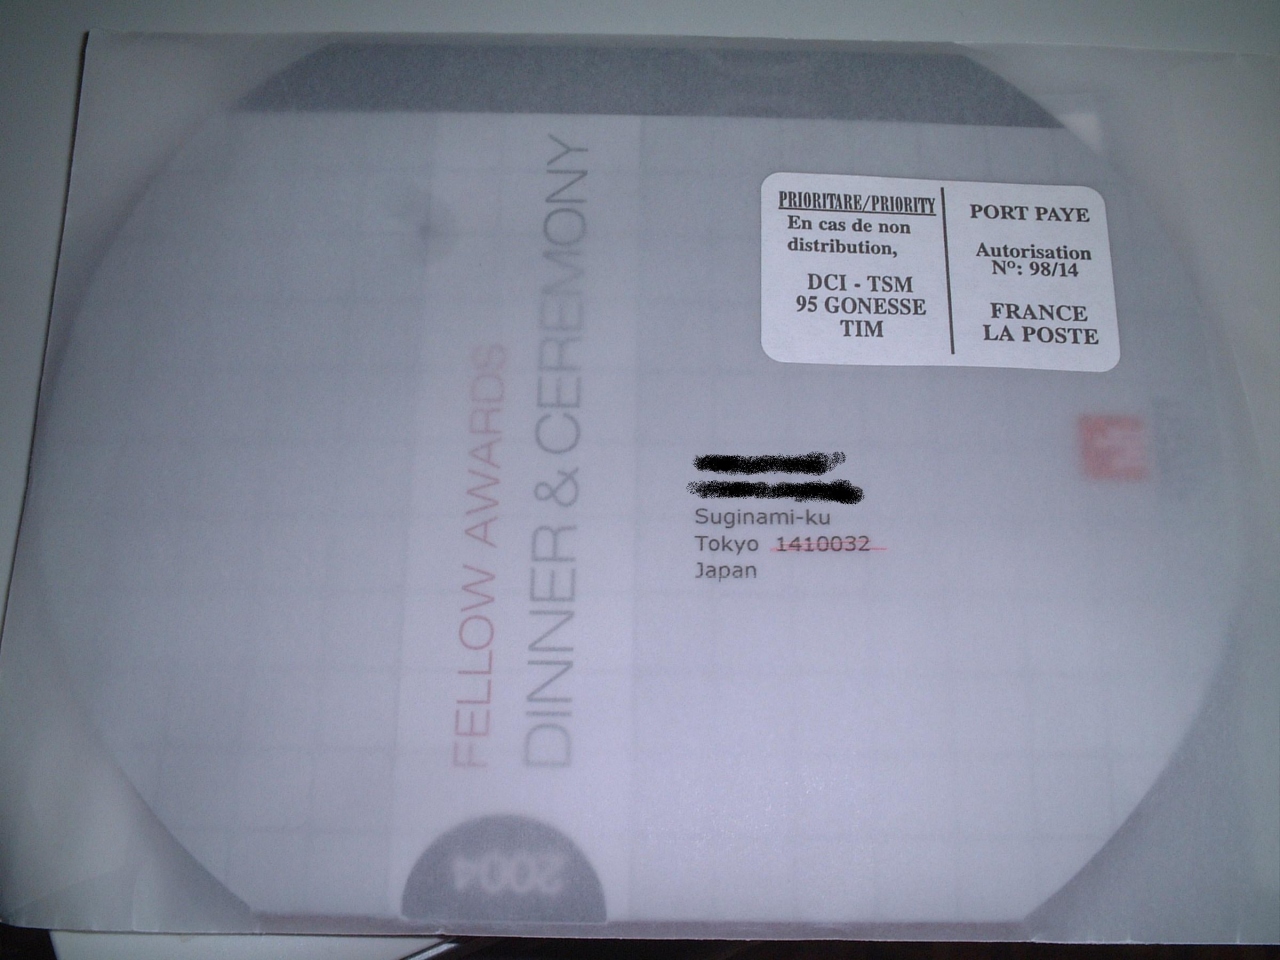 PRIORITARE/PRIORITY
En cas de non
distribution,
DCI - TSM
95 GONESSE
TIM
PORT PAYE
Autorisation
Nº: 98/14
FRANCE
LA POSTE
Suginami-ku
Tokyo 1410032
Japan
FELLOW AWARDS
DINNER & CEREMONY
2004